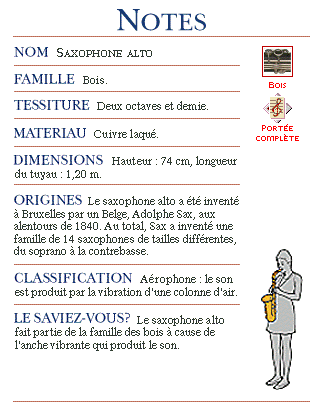 NOTES
NOM SAXOPHONE ALTO
FAMILLE Bois.
TESSITURE Deux octaves et demie.
MATERIAU Cuivre laqué.
DIMENSIONS Hauteur : 74 cm, longueur
du tuyau : 1,20 m.
ORIGINES Le saxophone alto a été inventé
à Bruxelles par un Belge, Adolphe Sax, aux
alentours de 1840. Au total, Sax a inventé une
famille de 14 saxophones de tailles différentes,
du soprano à la contrebasse.
CLASSIFICATION Aérophone : le son
est produit par la vibration d'une colonne d'air.
LE SAVIEZ-VOUS? Le saxophone alto
fait partie de la famille des bois à cause de
l'anche vibrante qui produit le son.
BOIS
PORTÉE
COMPLÈTE